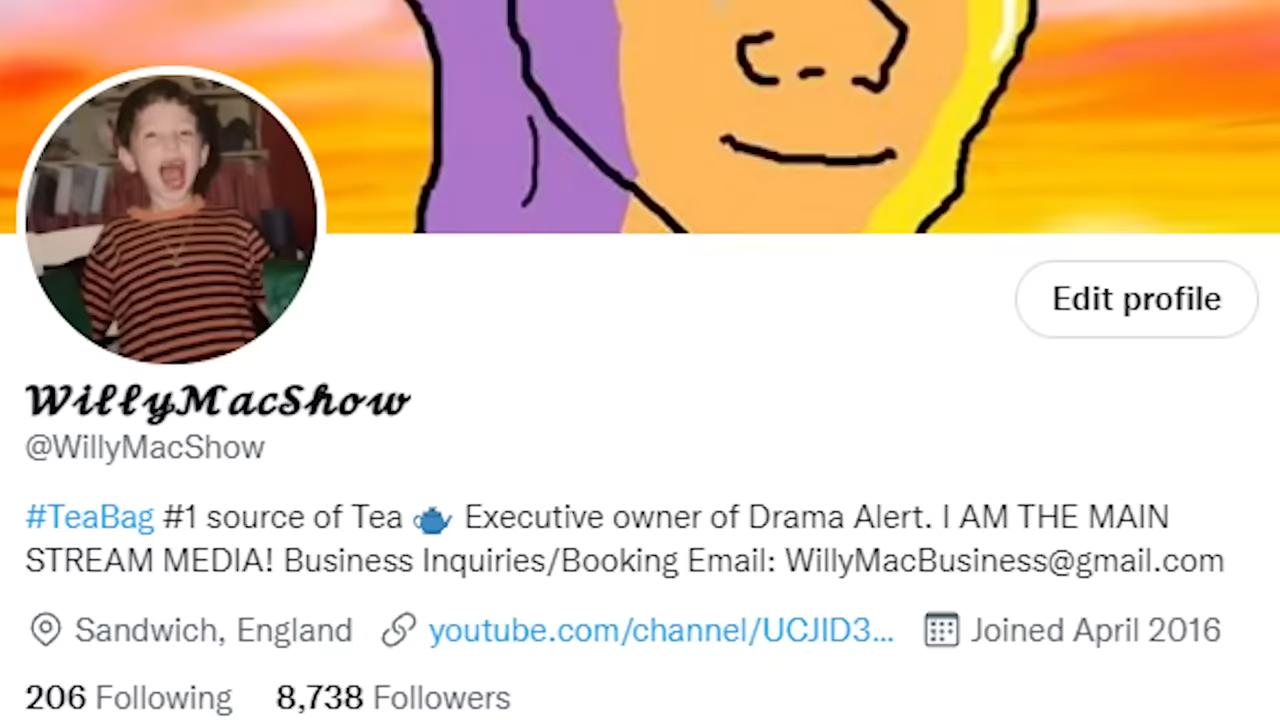 Edit profile
𝓦𝓲𝓵𝓵𝔂𝓜𝓪𝓬𝓢𝓱𝓸𝔀
@WillyMacShow
#TeaBag #1 source of Tea 🫖 Executive owner of Drama Alert. I AM THE MAIN
STREAM MEDIA! Business Inquiries/Booking Email: WillyMacBusiness@gmail.com
Sandwich, England youtube.com/channel/UCJID3... Joined April 2016
206 Following 8,738 Followers